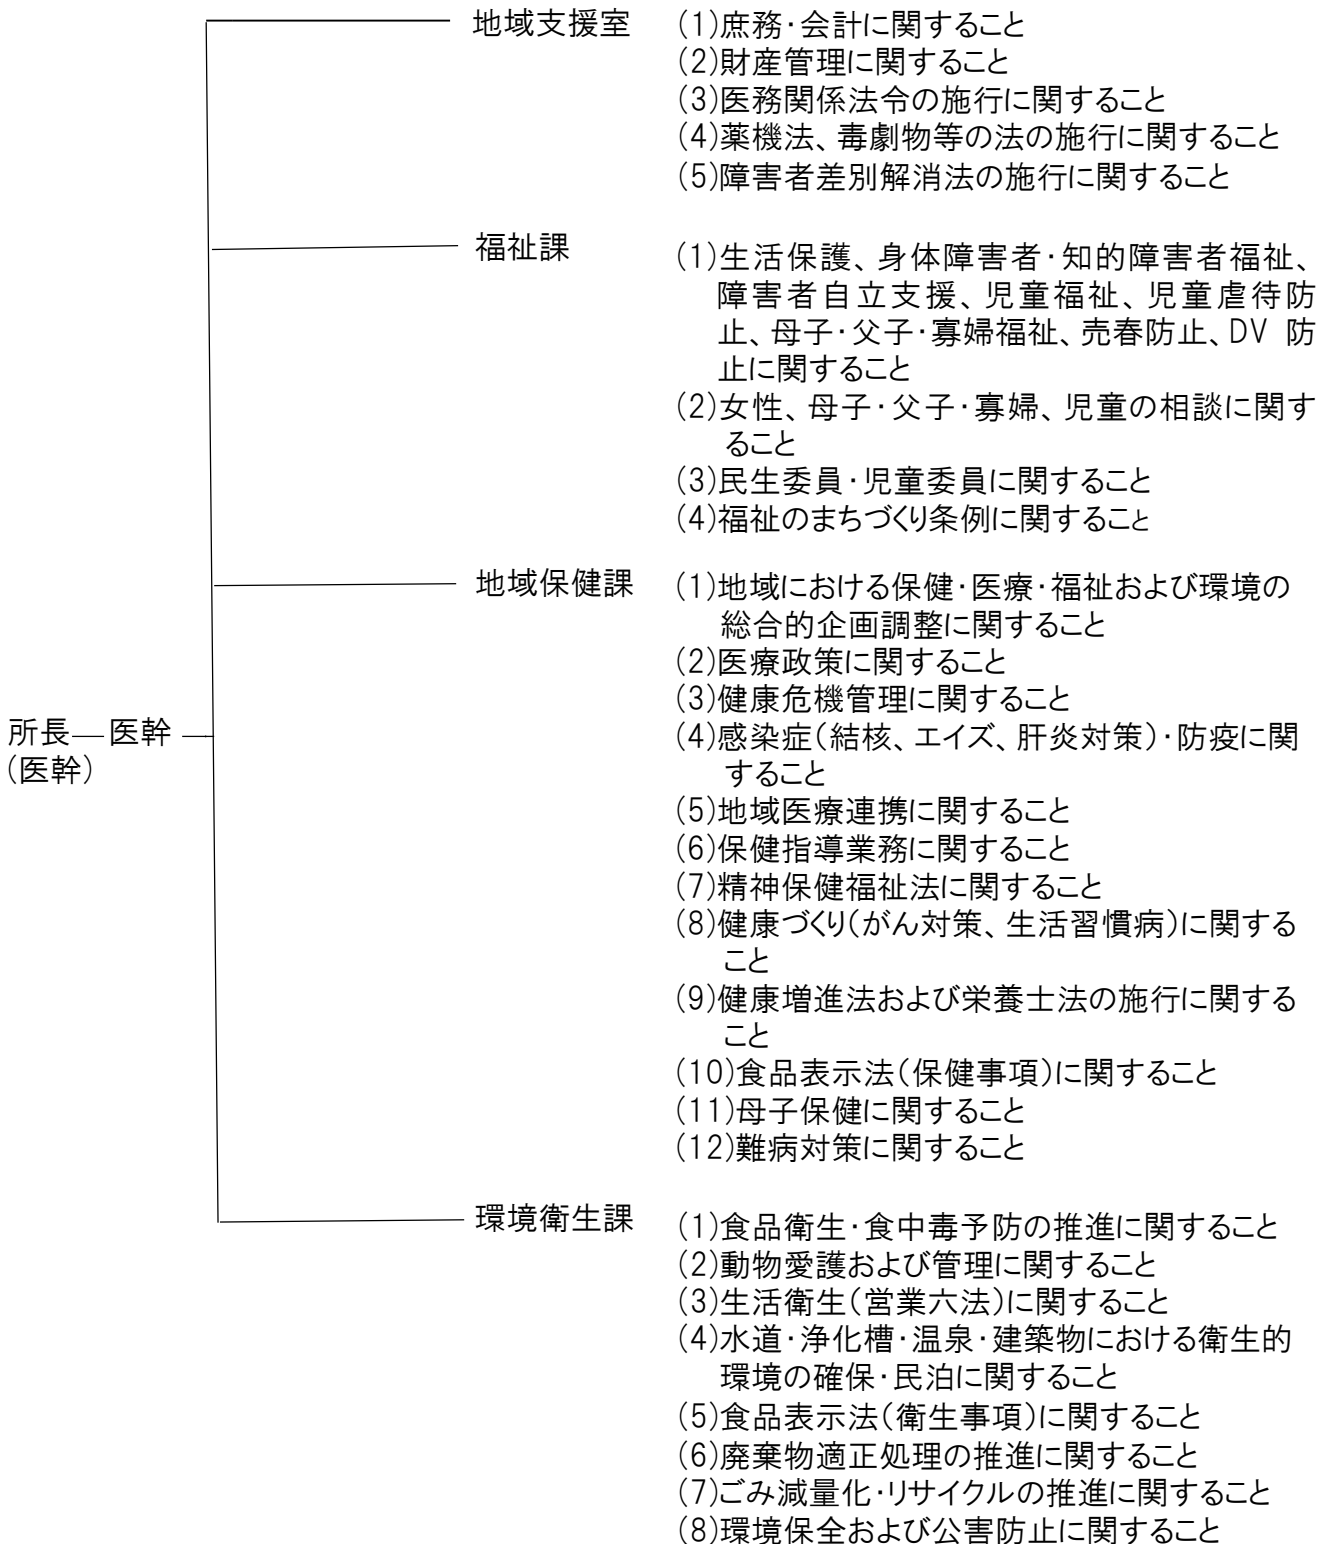 地域支援室
(1)庶務・会計に関すること
(2)財産管理に関すること
(3)医務関係法令の施行に関すること
(4)薬機法、毒劇物等の法の施行に関すること
(5)障害者差別解消法の施行に関すること
福祉課
(1)生活保護、身体障害者・知的障害者福祉、
障害者自立支援、児童福祉、児童虐待防
止、母子・父子・寡婦福祉、売春防止、DV 防
止に関すること
(2)女性、母子・父子・寡婦、児童の相談に関す
ること
(3)民生委員・児童委員に関すること
(4)福祉のまちづくり条例に関すること
地域保健課
(1)地域における保健・医療・福祉および環境の
総合的企画調整に関すること
(2)医療政策に関すること
(3)健康危機管理に関すること
所長 医幹
(医幹)
(4)感染症(結核、エイズ、肝炎対策)・防疫に関
すること
(5)地域医療連携に関すること
(6)保健指導業務に関すること
(7)精神保健福祉法に関すること
(8)健康づくり(がん対策、生活習慣病)に関する
こと
(9)健康増進法および栄養士法の施行に関する
こと
(10)食品表示法(保健事項)に関すること
(11)母子保健に関すること
(12)難病対策に関すること
環境衛生課
(1)食品衛生・食中毒予防の推進に関すること
(2)動物愛護および管理に関すること
(3)生活衛生(営業六法)に関すること
(4)水道・浄化槽・温泉・建築物における衛生的
環境の確保・民泊に関すること
(5)食品表示法(衛生事項)に関すること
(6)廃棄物適正処理の推進に関すること
(7)ごみ減量化・リサイクルの推進に関すること
(8)環境保全および公害防止に関すること